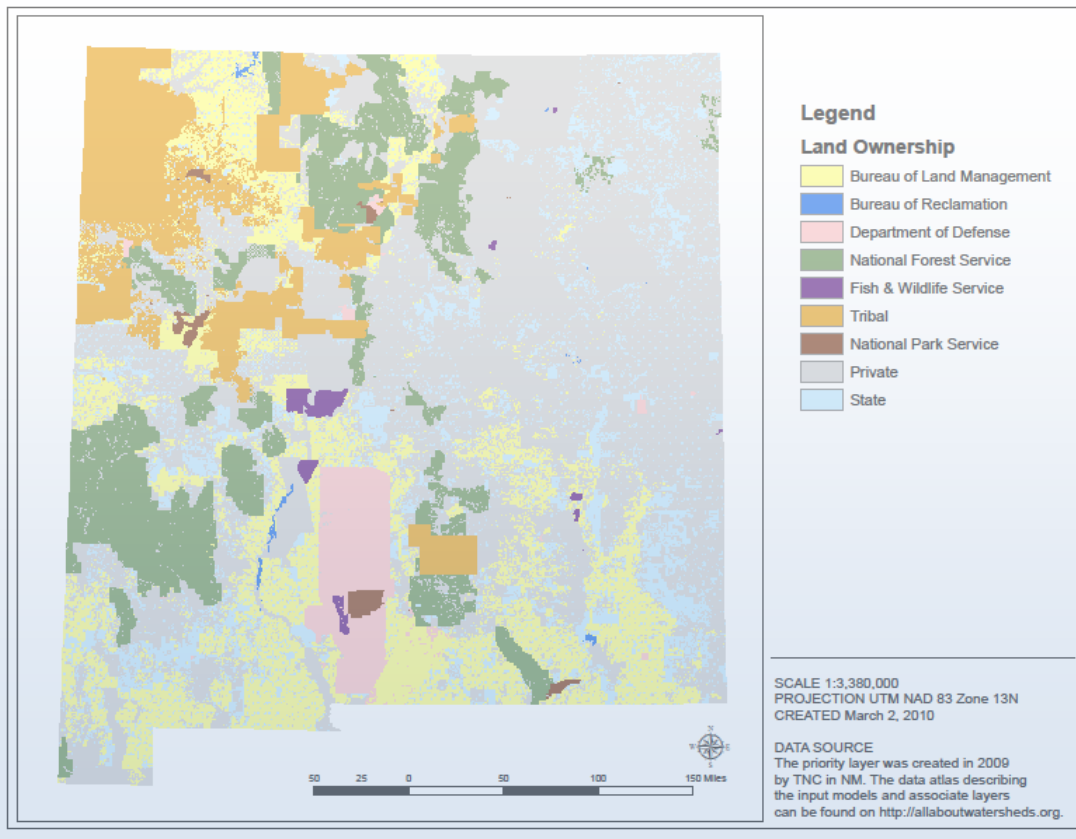 Legend
Land Ownership
Bureau of Land Management
Bureau of Reclamation
Department of Defense
National Forest Service
Fish & Wildlife Service
Tribal
National Park Service
Private
State
SCALE 1:3,380,000
PROJECTION UTM NAD 83 Zone 13N
CREATED March 2, 2010
DATA SOURCE
The priority layer was created in 2009
by TNC in NM. The data atlas describing
the input models and associate layers
can be found on http://allaboutwatersheds.org.
N
W E
S
50 25 0 50 100 150 Miles